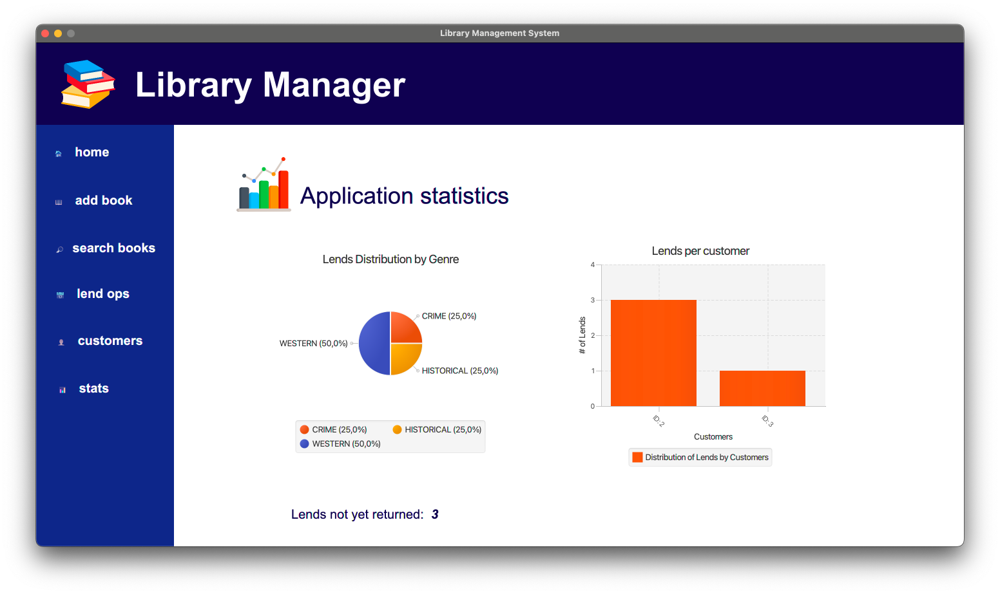 Library Management System
Library Manager
home
add book
search books
lend ops
customers
stats
Application statistics
Lends Distribution by Genre
CRIME (25,0%)
WESTERN (50,0%)
HISTORICAL (25,0%)
CRIME (25,0%)
HISTORICAL (25,0%)
WESTERN (50,0%)
Lends per customer
4
3
2
1
0
# of Lends
ID: 2
ID: 3
Customers
Distribution of Lends by Customers
Lends not yet returned: 3